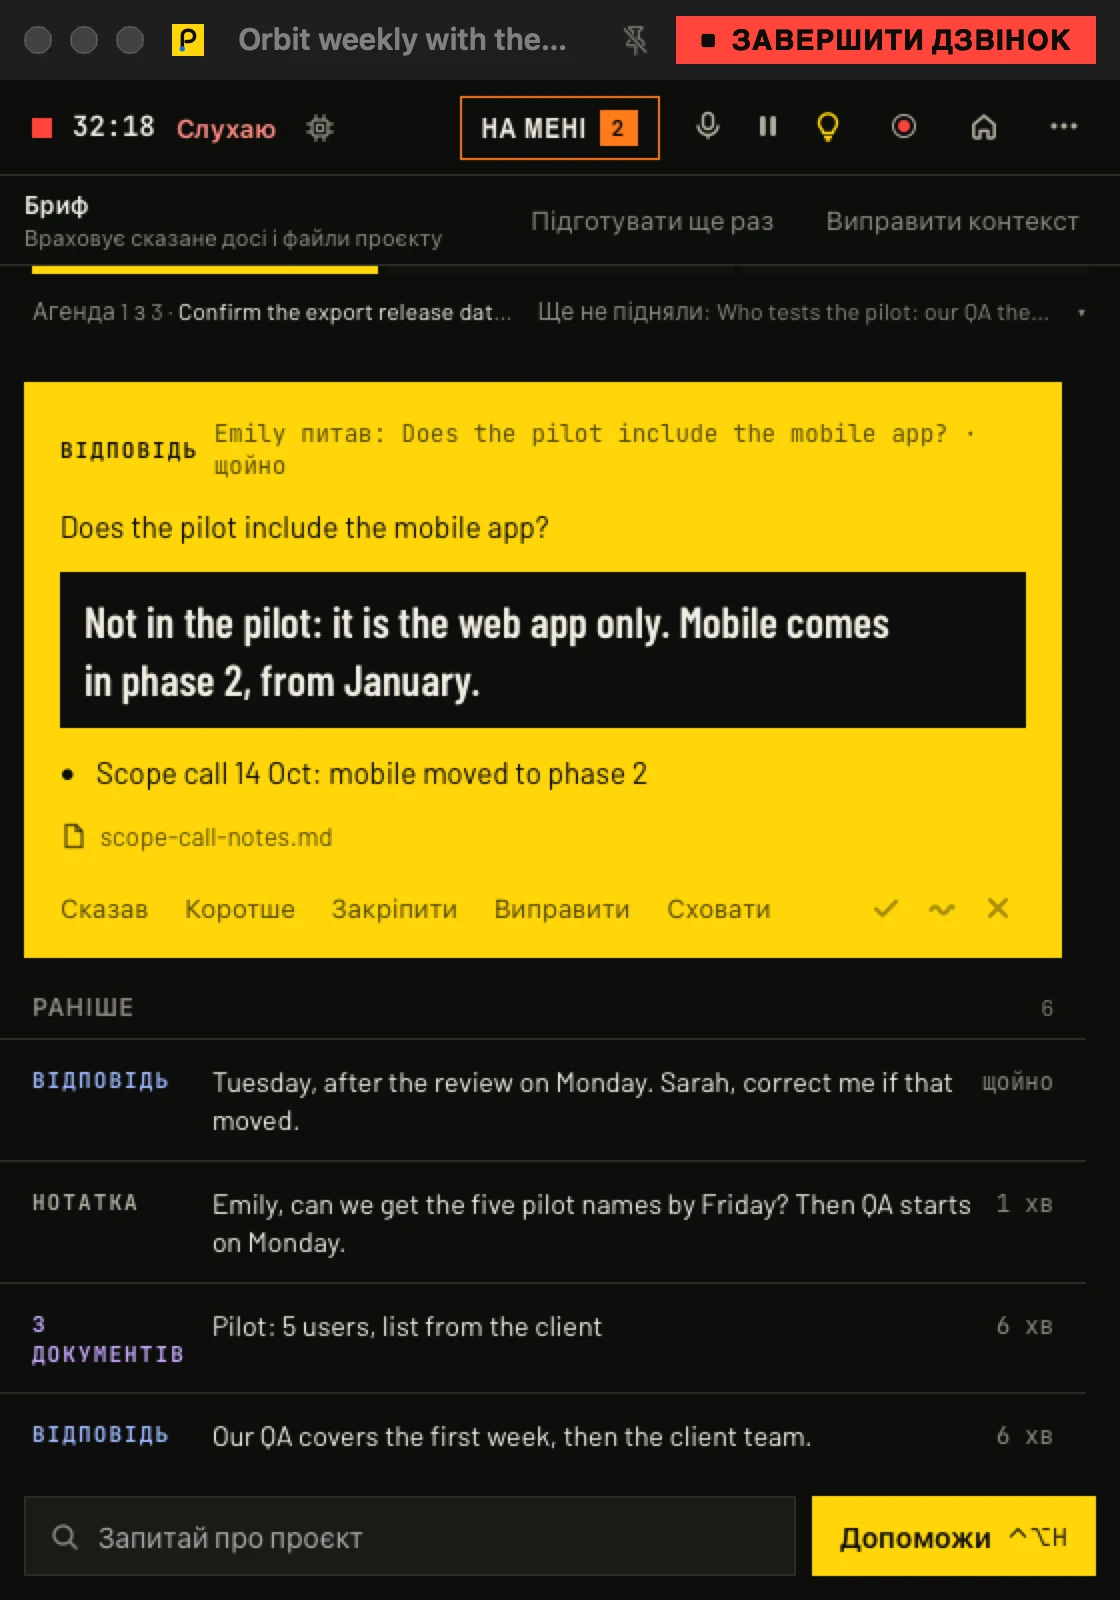 Orbit weekly with the...
ЗАВЕРШИТИ ДЗВІНОК
32:18 Слухаю
НА МЕНІ 2
Бриф
Враховує сказане досі і файли проєкту
Підготувати ще раз
Виправити контекст
Агенда 1 з 3 · Confirm the export release dat...
Ще не підняли: Who tests the pilot: our QA the...
ВІДПОВІДЬ
Emily питав: Does the pilot include the mobile app? ·
щойно
Does the pilot include the mobile app?
Not in the pilot: it is the web app only. Mobile comes
in phase 2, from January.
• Scope call 14 Oct: mobile moved to phase 2
scope-call-notes.md
Сказав Коротше Закріпити Виправити Сховати
РАНІШЕ 6
ВІДПОВІДЬ
Tuesday, after the review on Monday. Sarah, correct me if that
moved.
щойно
НОТАТКА
Emily, can we get the five pilot names by Friday? Then QA starts
on Monday.
1 хв
З
ДОКУМЕНТІВ
Pilot: 5 users, list from the client
6 хв
ВІДПОВІДЬ
Our QA covers the first week, then the client team.
6 хв
Запитай про проєкт
Допоможи ^⌥H